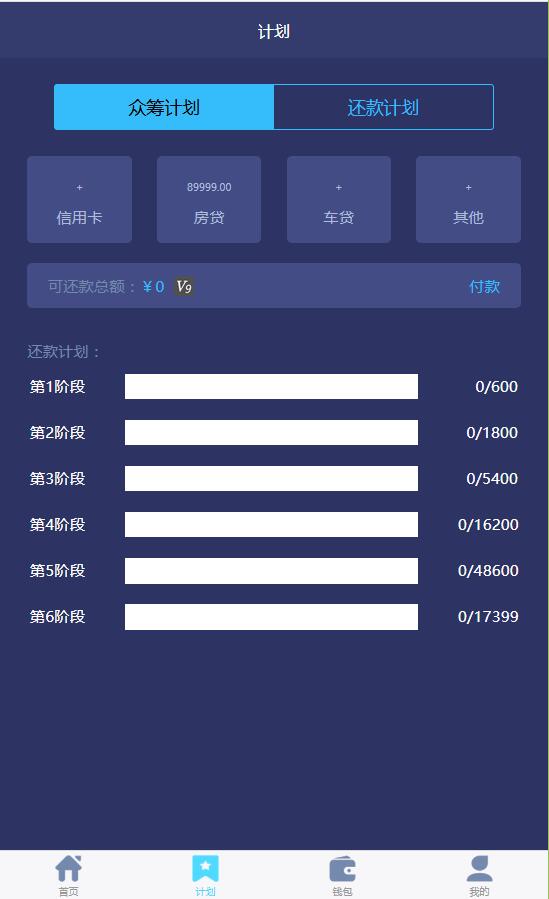 计划
众筹计划 还款计划
+ 89999.00 + +
信用卡 房贷 车贷 其他
可还款总额：￥0 V9 付款
还款计划：
第1阶段 0/600
第2阶段 0/1800
第3阶段 0/5400
第4阶段 0/16200
第5阶段 0/48600
第6阶段 0/17399
首页 计划 钱包 我的